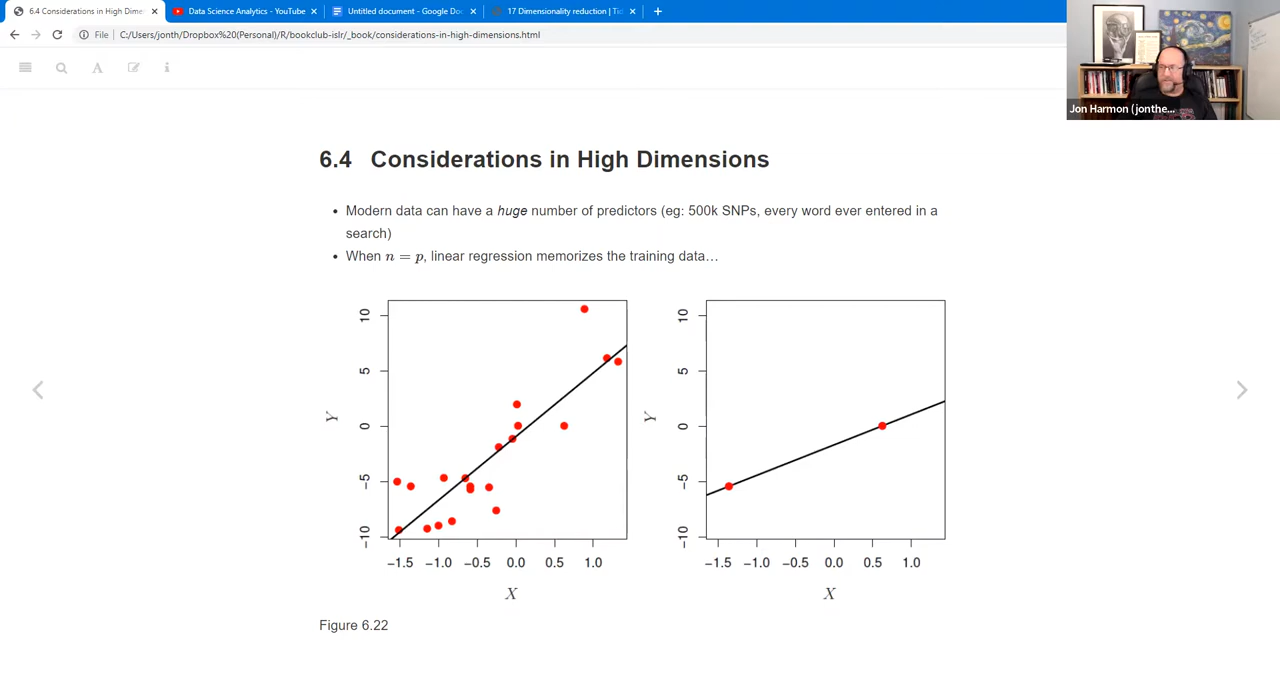 6.4 Considerations in High Dime
Data Science Analytics - YouTube
Untitled document - Google Doc
17 Dimensionality reduction | Tid
File
C:/Users/jonth/Dropbox%20(Personal)/R/bookclub-islr/_book/considerations-in-high-dimensions.html
Jon Harmon (jonthe...
6.4 Considerations in High Dimensions
• Modern data can have a huge number of predictors (eg: 500k SNPs, every word ever entered in a
search)
• When n = p, linear regression memorizes the training data…
10
5
0
−5
−10
Y
−1.5 −1.0 −0.5 0.0 0.5 1.0
X
10
5
0
−5
−10
Y
−1.5 −1.0 −0.5 0.0 0.5 1.0
X
Figure 6.22